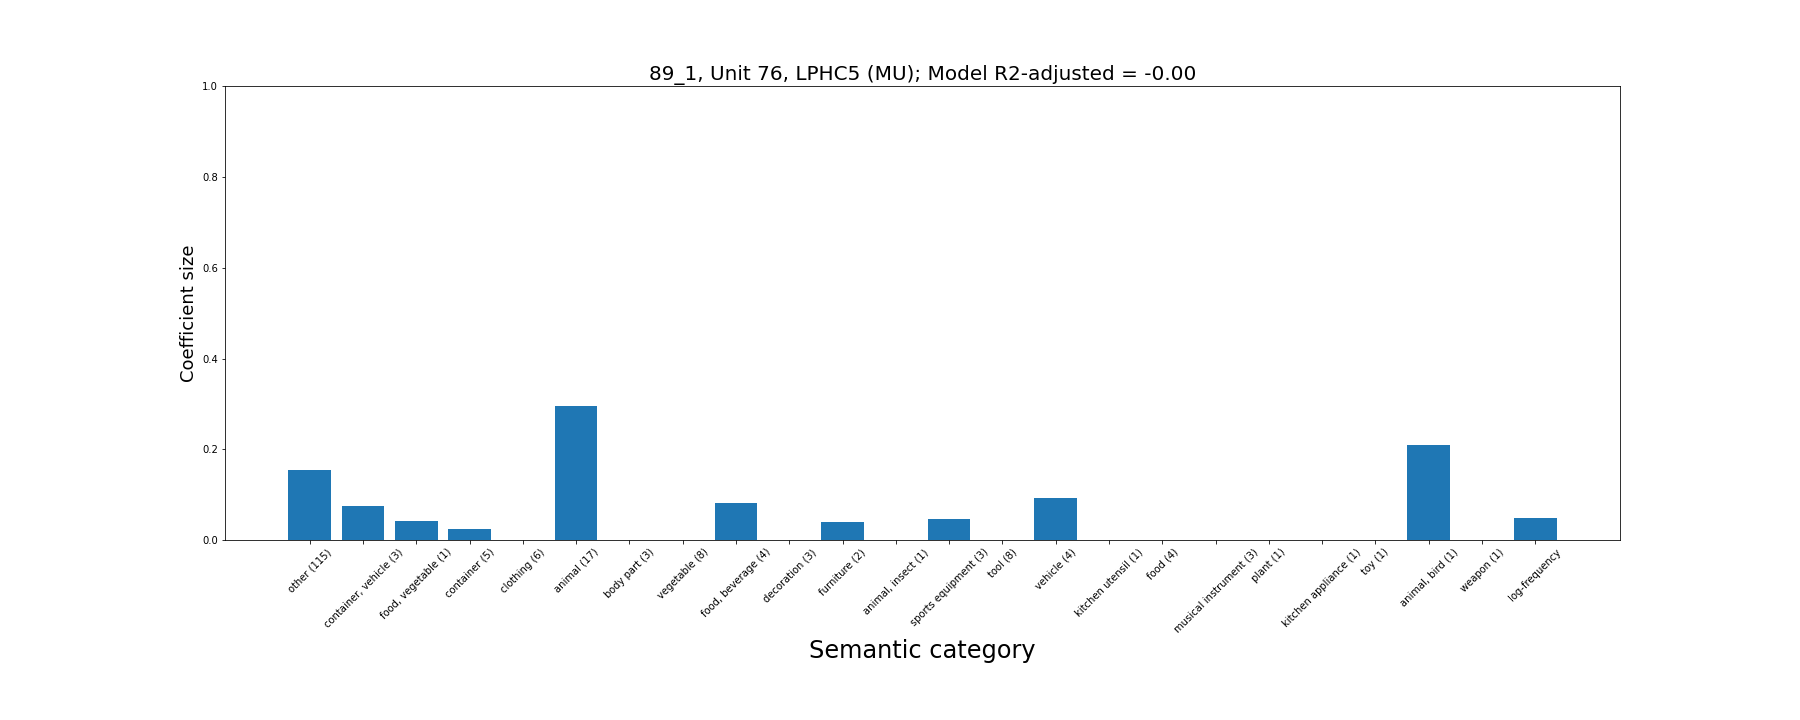 89_1, Unit 76, LPHC5 (MU); Model R2-adjusted = -0.00
1.0
0.8
0.6
0.4
0.2
0.0
Coefficient size
other (115)
container, vehicle (3)
food, vegetable (1)
container (5)
clothing (6)
animal (17)
body part (3)
vegetable (8)
food, beverage (4)
decoration (3)
furniture (2)
animal, insect (1)
sports equipment (3)
tool (8)
vehicle (4)
kitchen utensil (1)
food (4)
musical instrument (3)
plant (1)
kitchen appliance (1)
toy (1)
animal, bird (1)
weapon (1)
log-frequency
Semantic category